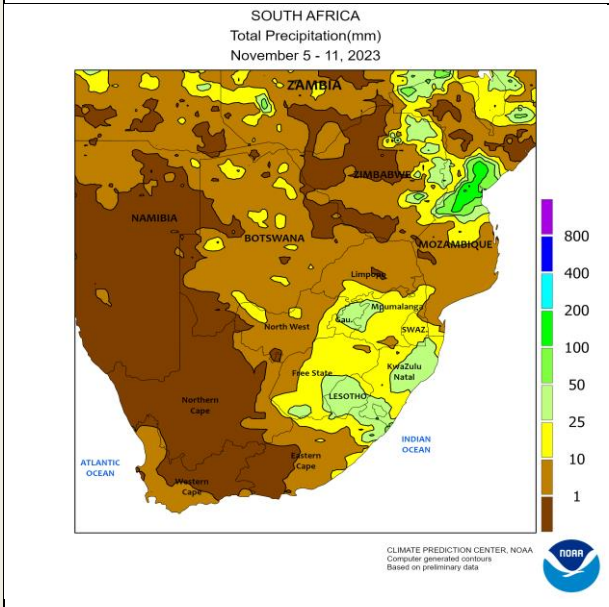 SOUTH AFRICA
Total Precipitation(mm)
November 5 - 11, 2023
ZAMBIA
ZIMBABWE
NAMIBIA
BOTSWANA
MOZAMBIQUE
Limpopo
Mpumalanga
Gau.
North West
SWAZ.
KwaZulu
Natal
Free State
LESOTHO
Northern
Cape
Eastern
Cape
Western
Cape
ATLANTIC
OCEAN
INDIAN
OCEAN
800
400
200
100
50
25
10
1
CLIMATE PREDICTION CENTER, NOAA
Computer generated contours
Based on preliminary data
NOAA